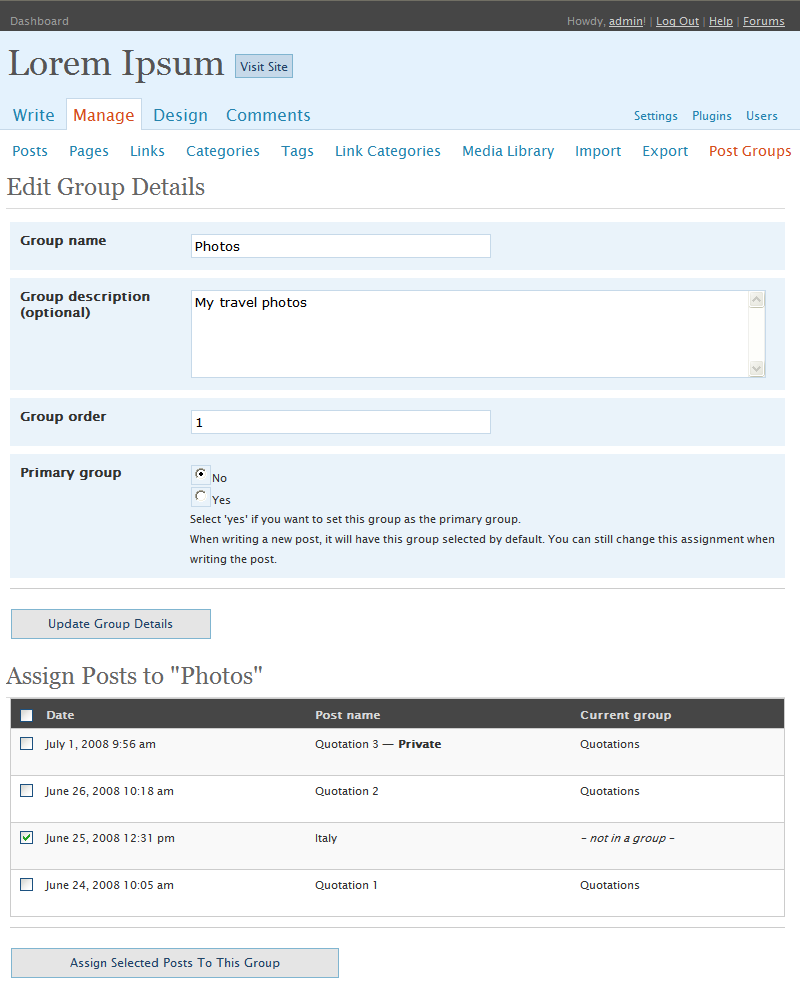 Dashboard Howdy, admin! | Log Out | Help | Forums
Lorem Ipsum Visit Site
Write Manage Design Comments Settings Plugins Users
Posts Pages Links Categories Tags Link Categories Media Library Import Export Post Groups
Edit Group Details
Group name Photos
Group description (optional) My travel photos
Group order 1
Primary group
No
Yes
Select 'yes' if you want to set this group as the primary group.
When writing a new post, it will have this group selected by default. You can still change this assignment when
writing the post.
Update Group Details
Assign Posts to "Photos"
Date Post name Current group
July 1, 2008 9:56 am Quotation 3 — Private Quotations
June 26, 2008 10:18 am Quotation 2 Quotations
June 25, 2008 12:31 pm Italy – not in a group –
June 24, 2008 10:05 am Quotation 1 Quotations
Assign Selected Posts To This Group